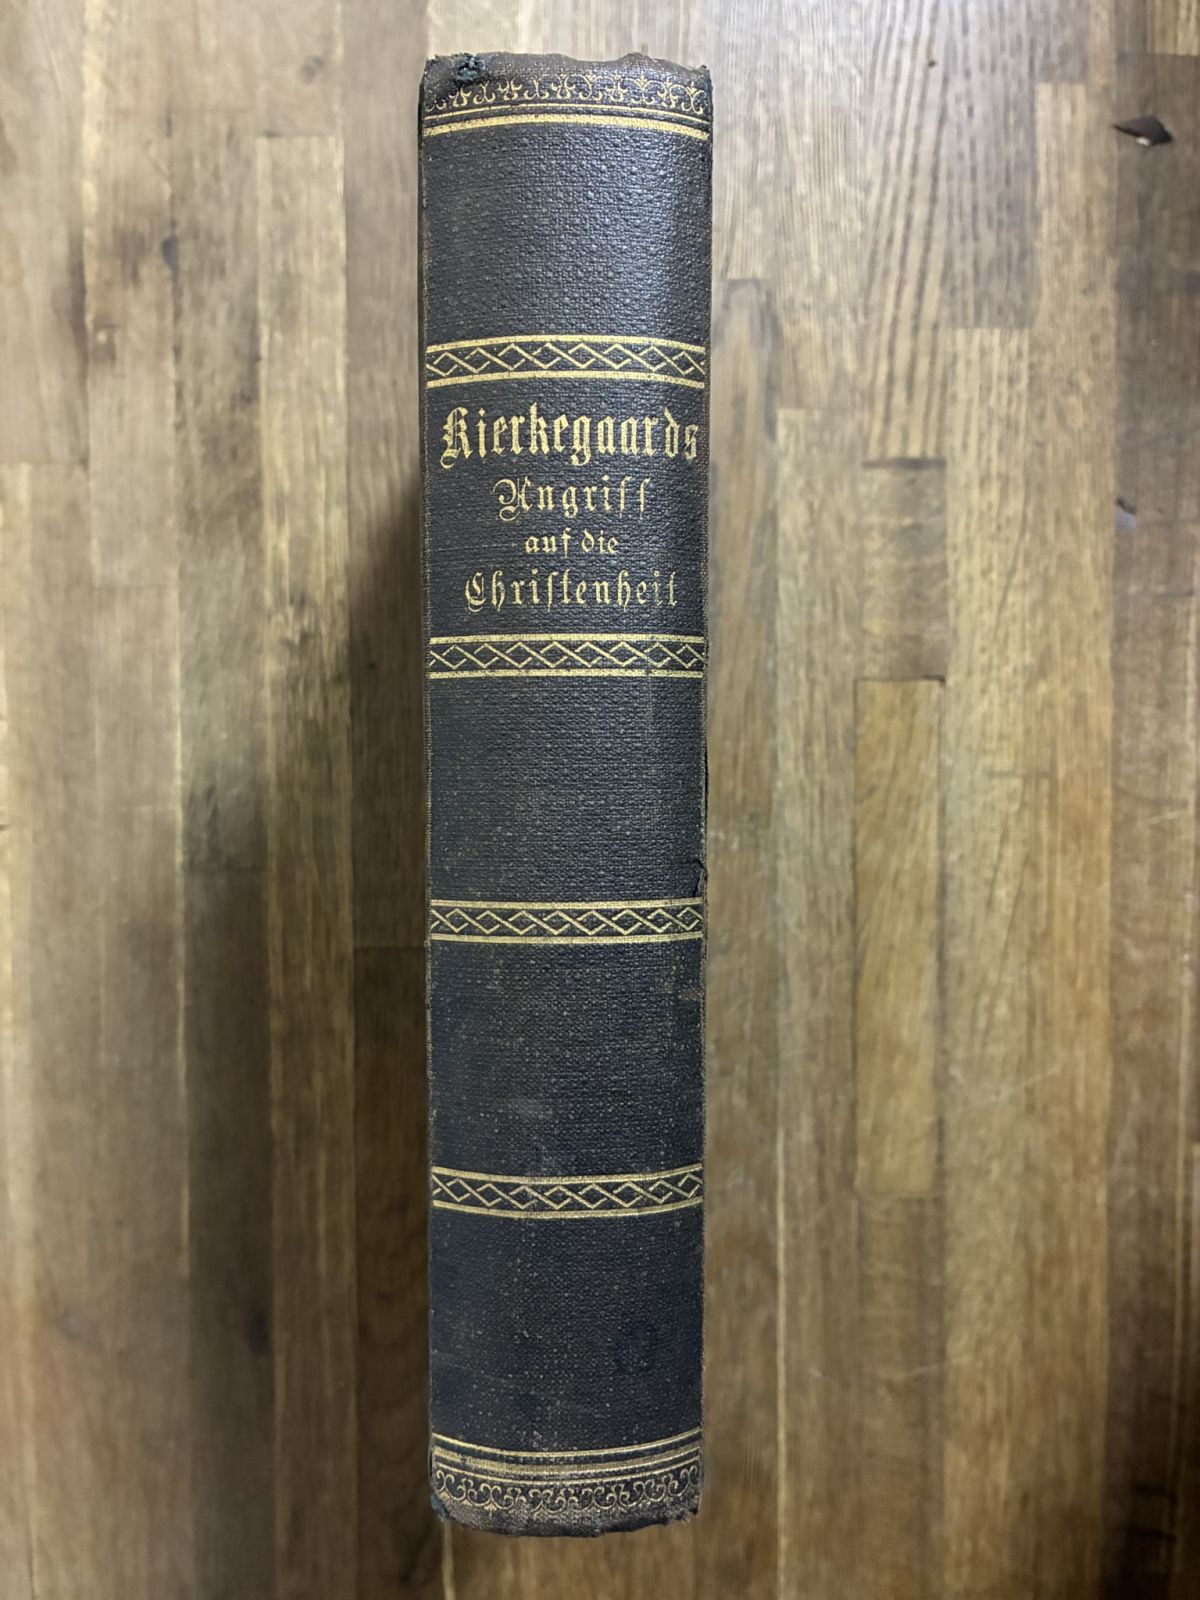 Kierkegaards
Angriff
auf die
Christenheit